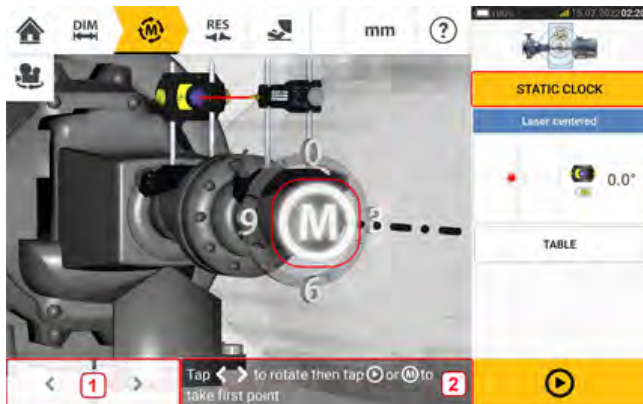 DIM
M
RES
mm
?
100%
15.07.2022 02:20
STATIC CLOCK
Laser centered
0.0°
TABLE
0
9
M
6
1
Tap < > to rotate then tap or M to
take first point
2